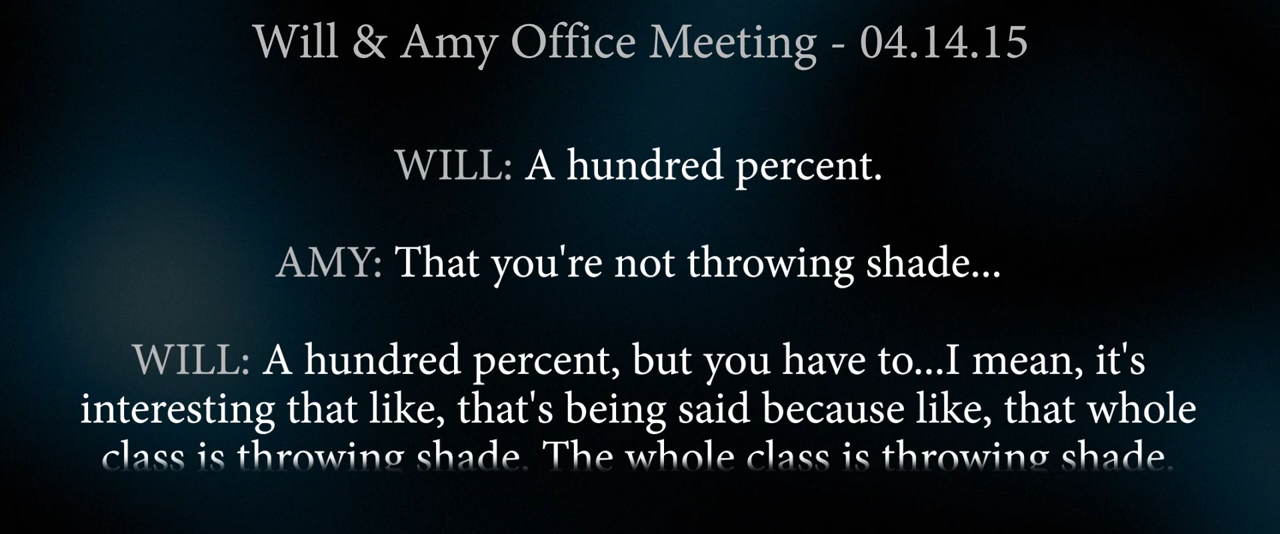 Will & Amy Office Meeting - 04.14.15
WILL: A hundred percent.
AMY: That you're not throwing shade...
WILL: A hundred percent, but you have to...I mean, it's
interesting that like, that's being said because like, that whole
class is throwing shade. The whole class is throwing shade.